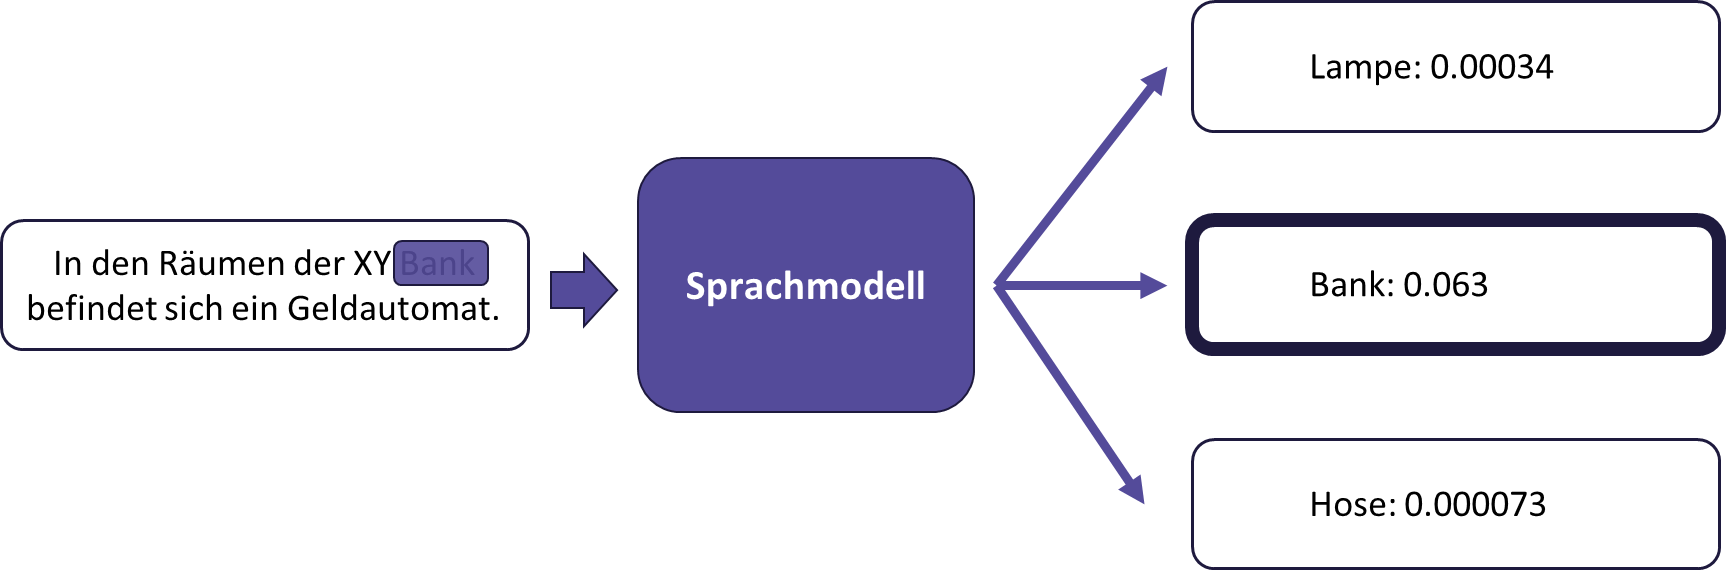 In den Räumen der XY Bank
befindet sich ein Geldautomat.
Sprachmodell
Lampe: 0.00034
Bank: 0.063
Hose: 0.000073